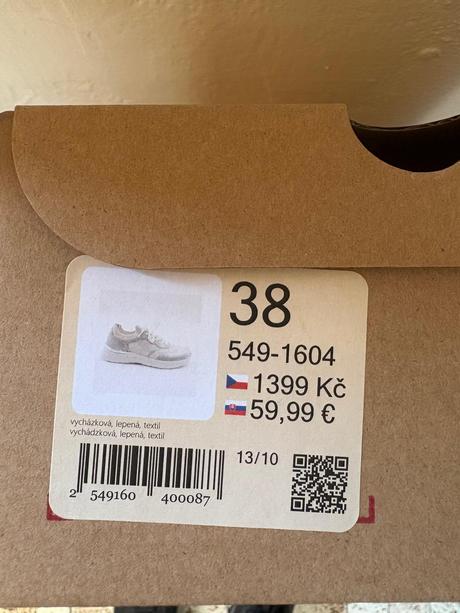 38
549-1604
1399 Kč
59,99 €
vycházková, lepená, textil
vychádzková, lepená, textil
13/10
2 549160 400087